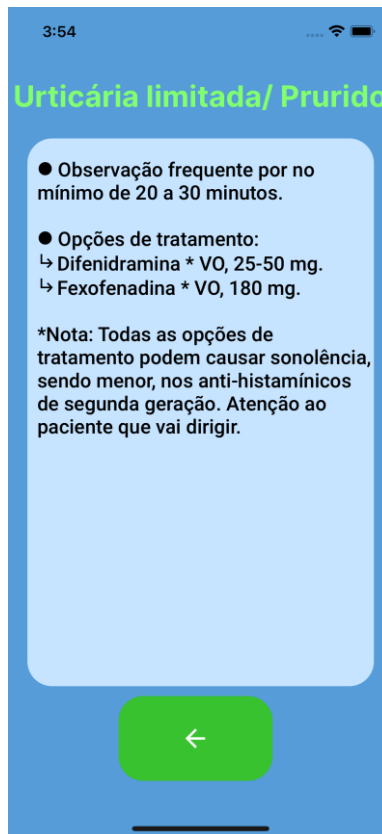 3:54
Urticária limitada/ Prurido
● Observação frequente por no
mínimo de 20 a 30 minutos.
● Opções de tratamento:
↳ Difenidramina * VO, 25-50 mg.
↳ Fexofenadina * VO, 180 mg.
*Nota: Todas as opções de
tratamento podem causar sonolência,
sendo menor, nos anti-histamínicos
de segunda geração. Atenção ao
paciente que vai dirigir.